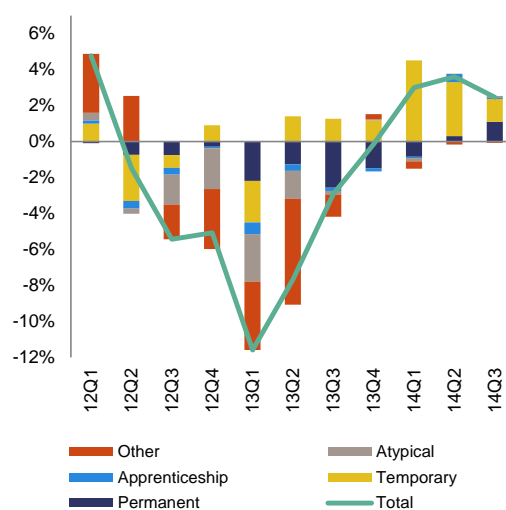 6%
4%
2%
0%
-2%
-4%
-6%
-8%
-10%
-12%
12Q1 12Q2 12Q3 12Q4 13Q1 13Q2 13Q3 13Q4 14Q1 14Q2 14Q3
Other Atypical
Apprenticeship Temporary
Permanent Total